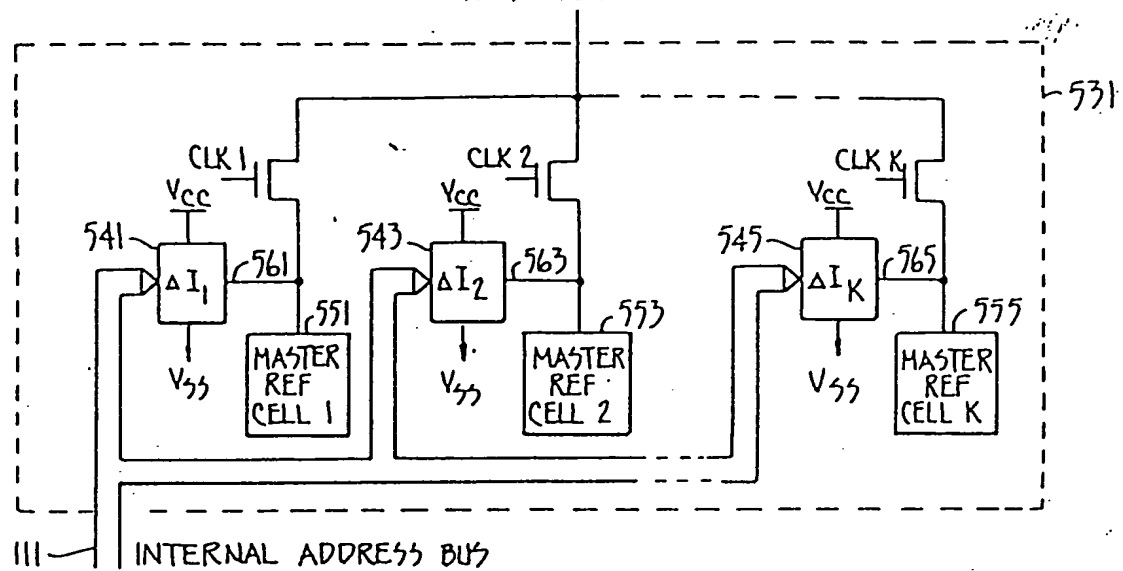 531
CLK 1
CLK 2
CLK K
VCC
VCC
VCC
541
543
545
ΔI1
561
ΔI2
563
ΔIK
565
551
553
555
VSS
VSS
VSS
MASTER
REF
CELL 1
MASTER
REF
CELL 2
MASTER
REF
CELL K
111
INTERNAL ADDRESS BUS